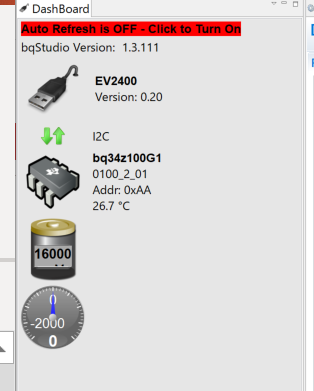 DashBoard
Auto Refresh is OFF - Click to Turn On
bqStudio Version: 1.3.111
EV2400
Version: 0.20
I2C
bq34z100G1
0100_2_01
Addr: 0xAA
26.7 °C
16000
-2000
0